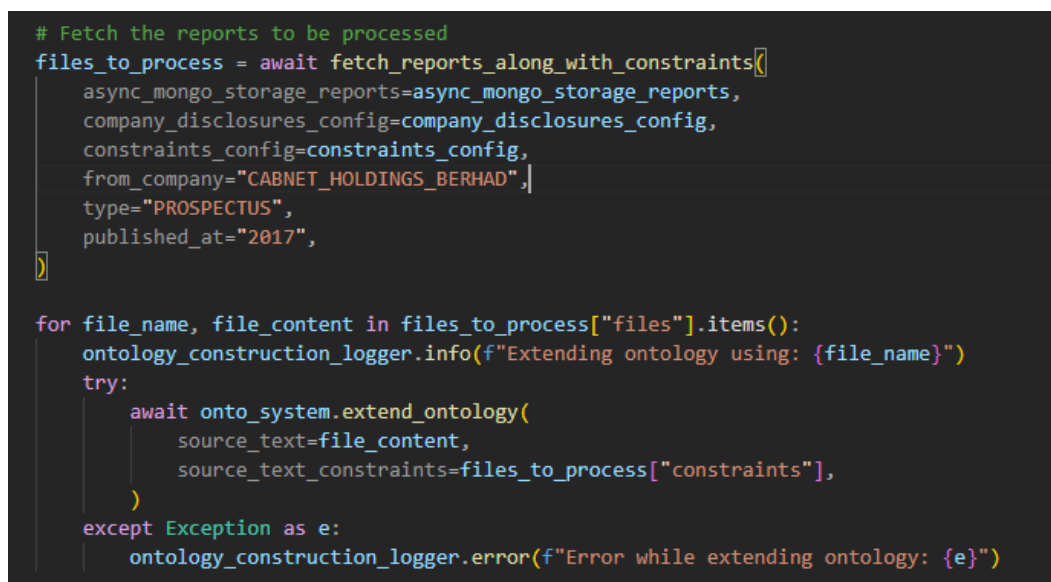 # Fetch the reports to be processed
files_to_process = await fetch_reports_along_with_constraints(
    async_mongo_storage_reports=async_mongo_storage_reports,
    company_disclosures_config=company_disclosures_config,
    constraints_config=constraints_config,
    from_company="CABNET_HOLDINGS_BERHAD",
    type="PROSPECTUS",
    published_at="2017",
)

for file_name, file_content in files_to_process["files"].items():
    ontology_construction_logger.info(f"Extending ontology using: {file_name}")
    try:
        await onto_system.extend_ontology(
            source_text=file_content,
            source_text_constraints=files_to_process["constraints"],
        )
    except Exception as e:
        ontology_construction_logger.error(f"Error while extending ontology: {e}")